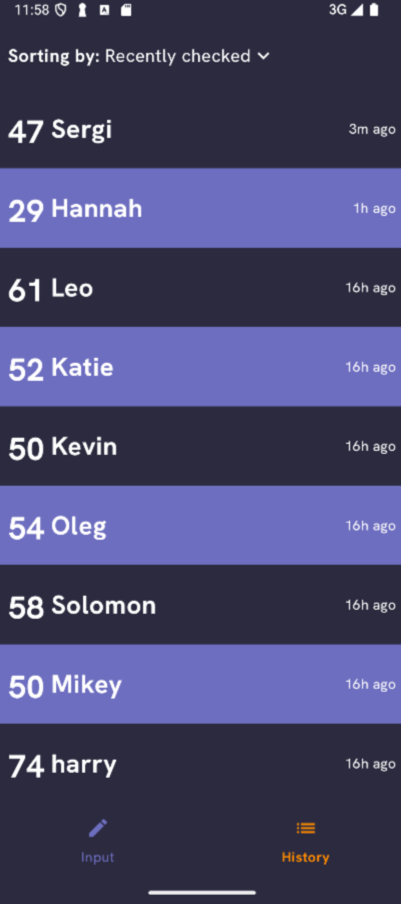 11:58 3G
Sorting by: Recently checked
47 Sergi 3m ago
29 Hannah 1h ago
61 Leo 16h ago
52 Katie 16h ago
50 Kevin 16h ago
54 Oleg 16h ago
58 Solomon 16h ago
50 Mikey 16h ago
74 harry 16h ago
Input History